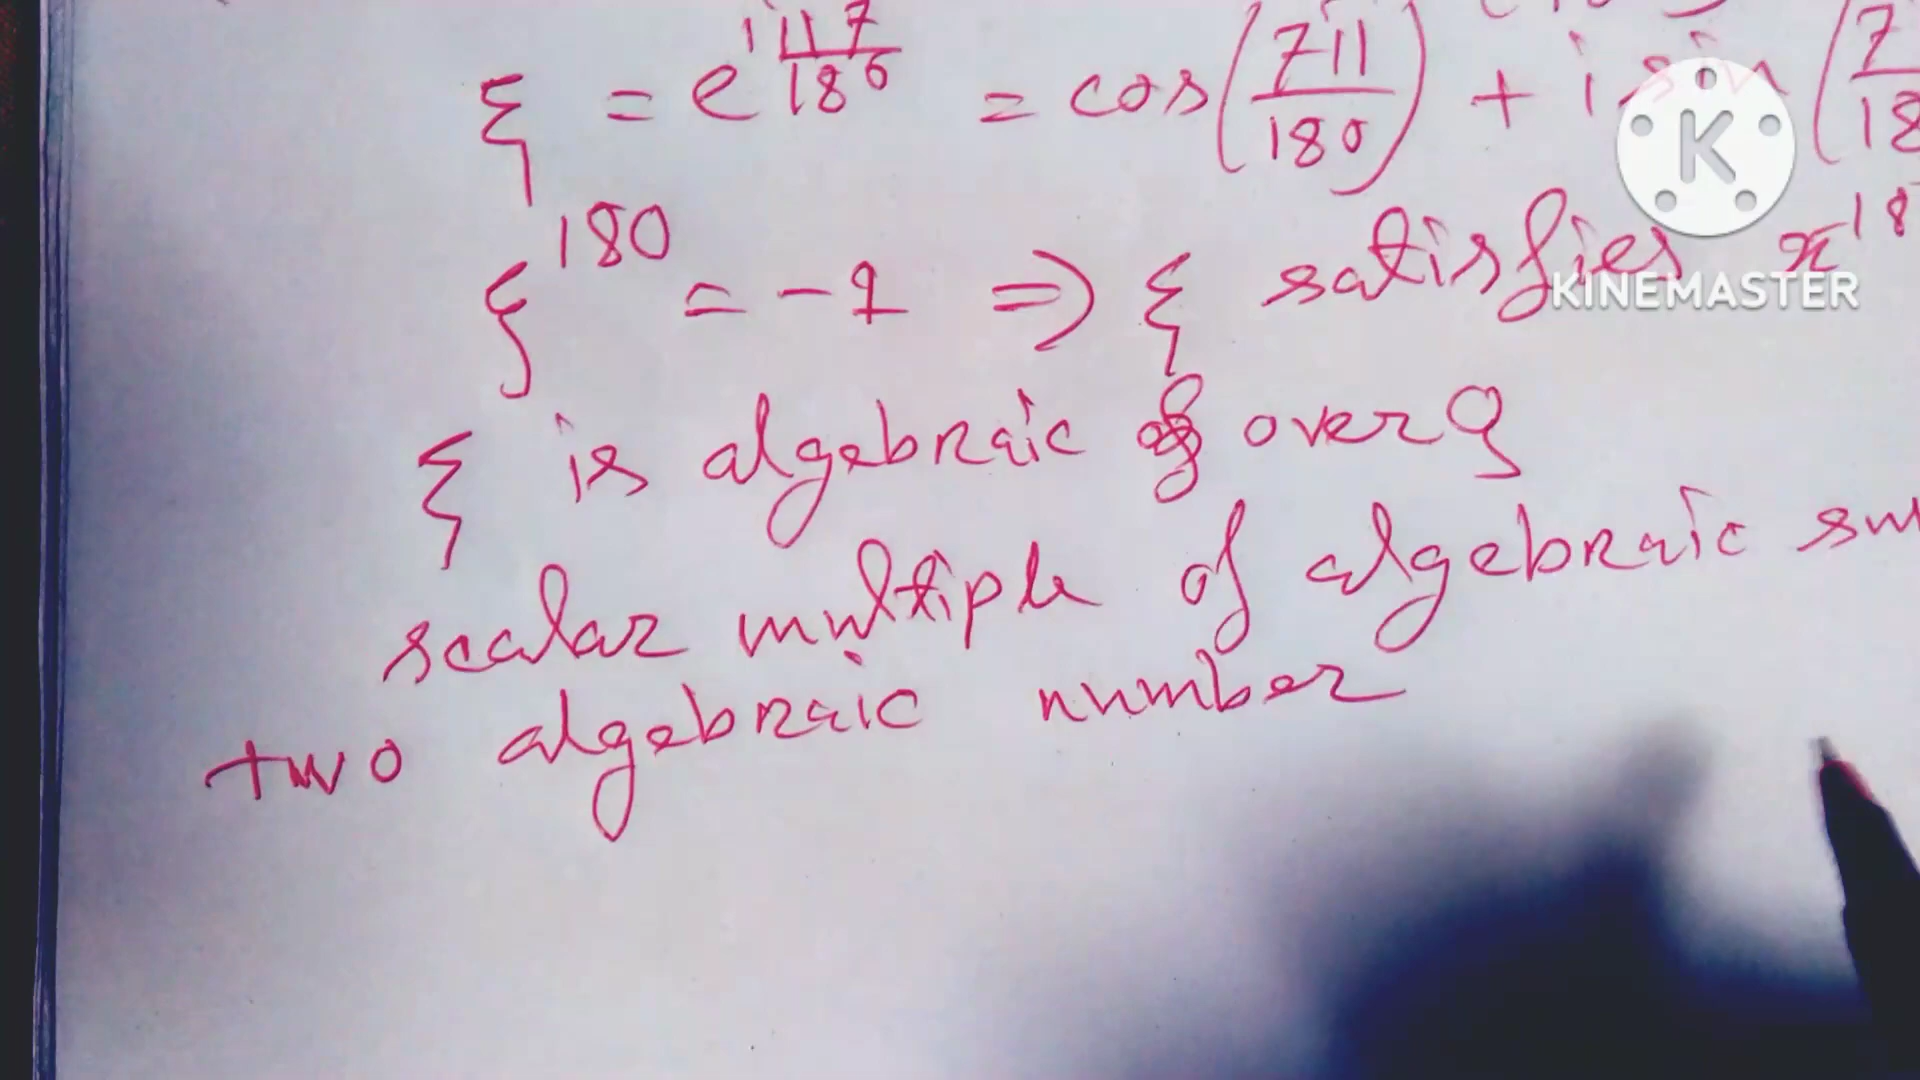 ξ = e^{iπ7/180} = cos(7π/180) + i sin(7/18
ξ^180 = -1 ⇒ ξ satisfies x^18
KINEMASTER
ξ is algebraic over Q
scalar multiple of algebraic
two algebraic number